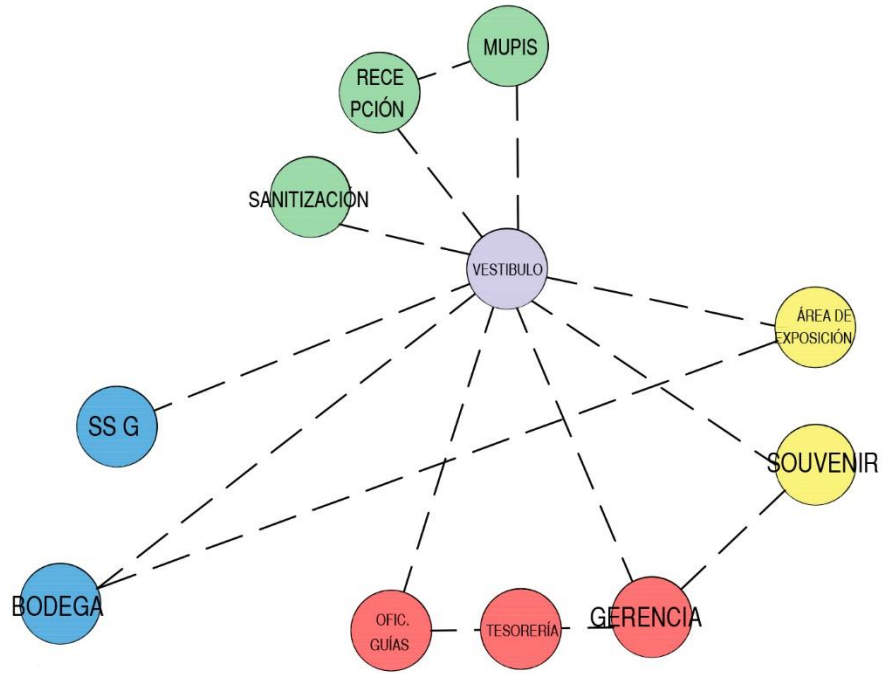 MUPIS
RECE
PCIÓN
SANITIZACIÓN
VESTIBULO
ÁREA DE
EXPOSICIÓN
SS G
SOUVENIR
BODEGA
OFIC.
GUÍAS
TESORERÍA
GERENCIA